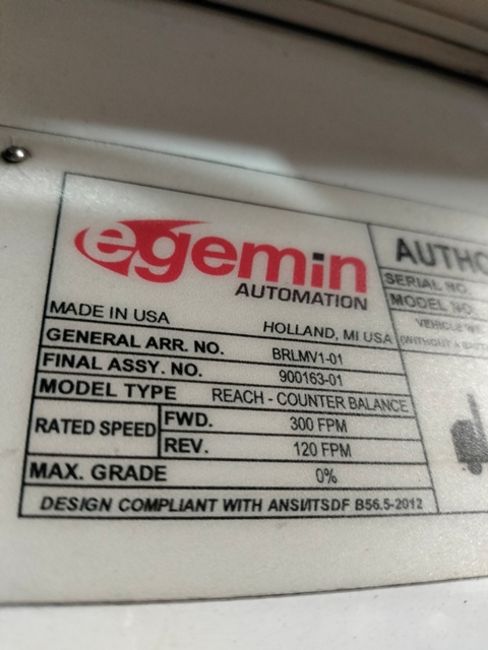 egemin
AUTOMATION
MADE IN USA HOLLAND, MI USA
GENERAL ARR. NO. BRLMV1-01
FINAL ASSY. NO. 900163-01
MODEL TYPE REACH - COUNTER BALANCE
RATED SPEED FWD. 300 FPM
REV. 120 FPM
MAX. GRADE 0%
DESIGN COMPLIANT WITH ANSI/ITSDF B56.5-2012
AUTHO
SERIAL NO.
MODEL NO.
VEHICLE
(WITHOUT A